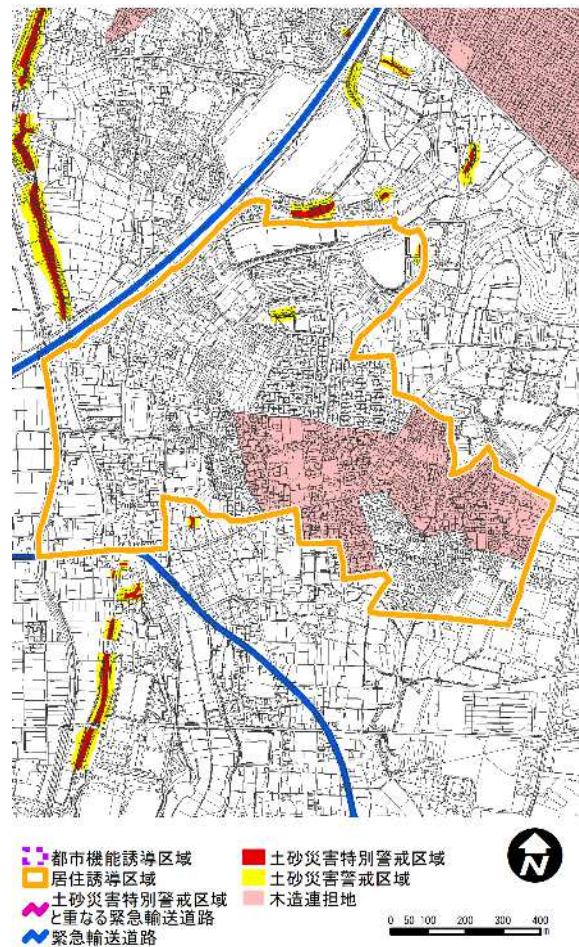 都市機能誘導区域
居住誘導区域
土砂災害特別警戒区域
と重なる緊急輸送道路
緊急輸送道路
土砂災害特別警戒区域
土砂災害警戒区域
木造連担地
N
0 50 100 200 300 400
m